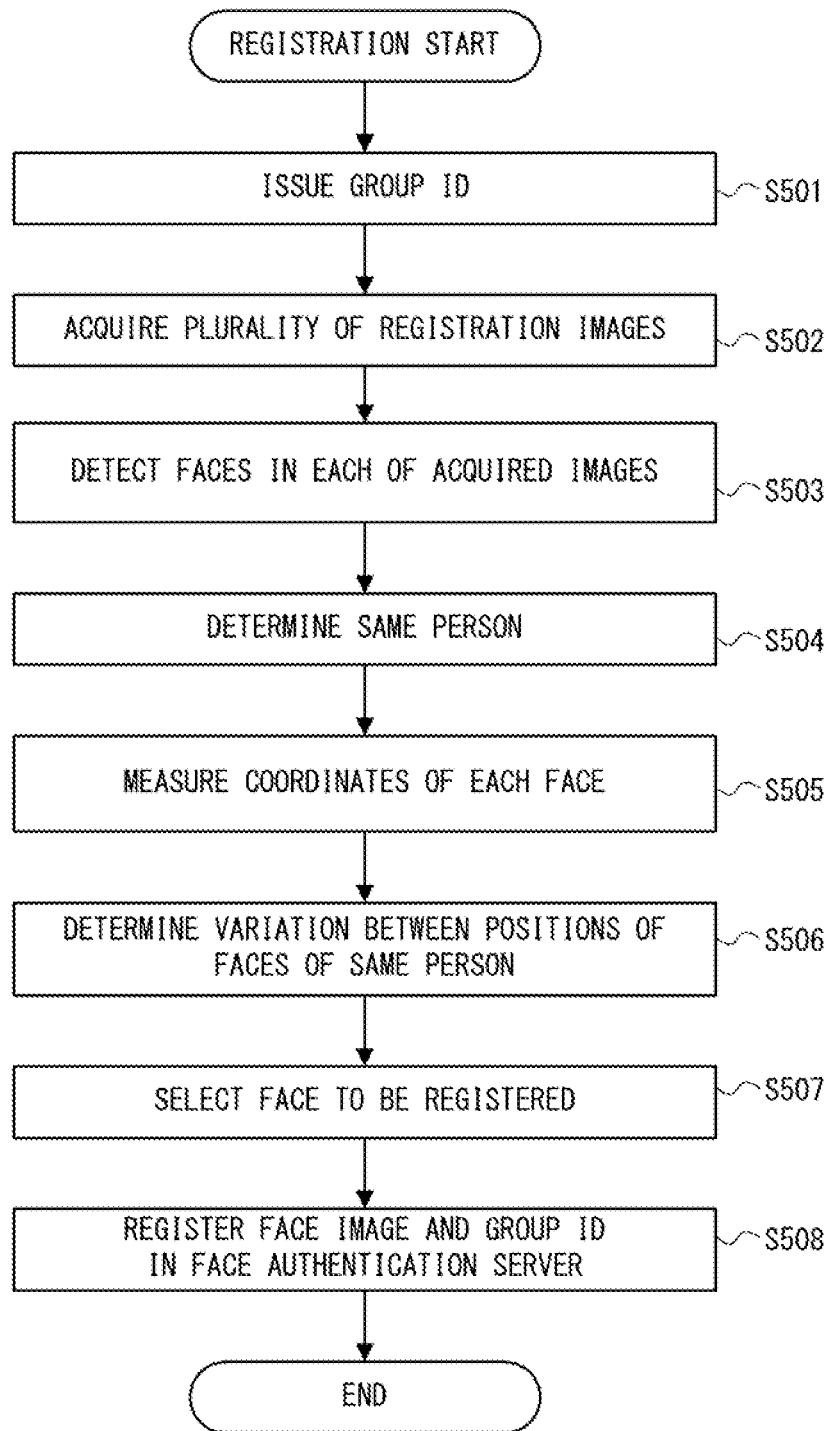 REGISTRATION START
ISSUE GROUP ID
S501
ACQUIRE PLURALITY OF REGISTRATION IMAGES
S502
DETECT FACES IN EACH OF ACQUIRED IMAGES
S503
DETERMINE SAME PERSON
S504
MEASURE COORDINATES OF EACH FACE
S505
DETERMINE VARIATION BETWEEN POSITIONS OF
FACES OF SAME PERSON
S506
SELECT FACE TO BE REGISTERED
S507
REGISTER FACE IMAGE AND GROUP ID
IN FACE AUTHENTICATION SERVER
S508
END